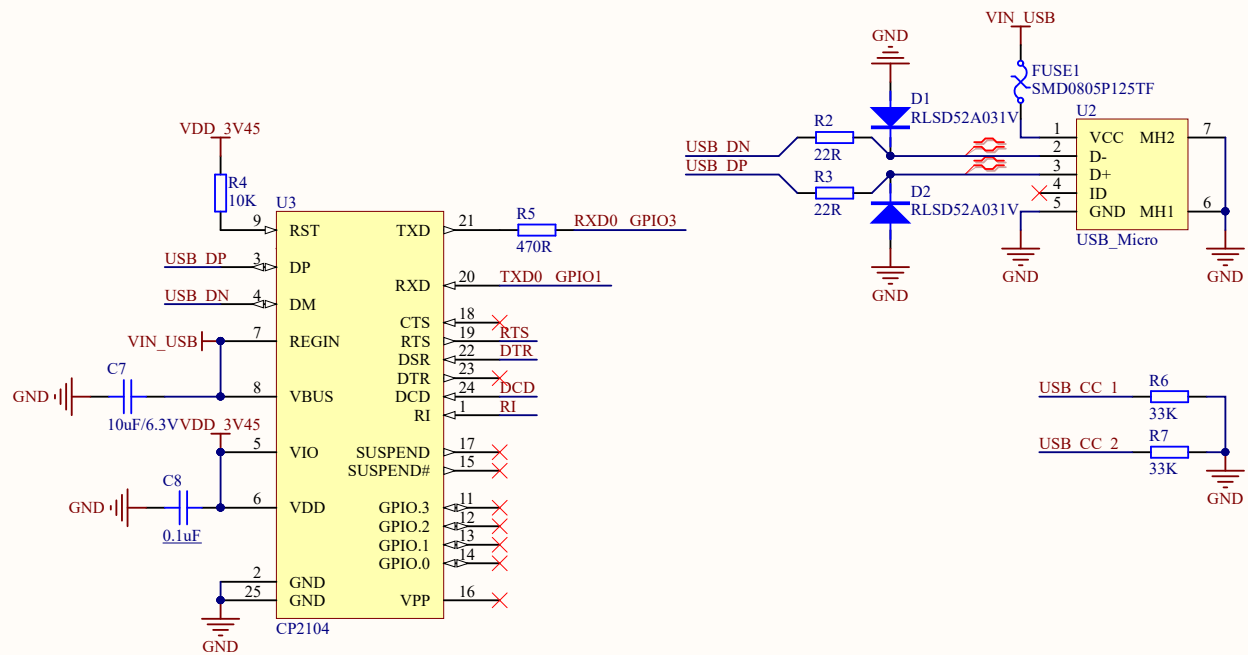 VIN_USB
GND
FUSE1
SMD0805P125TF
D1
RLSD52A031V
U2
R2
22R
USB_DN
USB_DP
R3
22R
D2
RLSD52A031V
GND
1
2
3
4
5
VCC
D-
D+
ID
GND
MH2
MH1
7
6
USB_Micro
GND
GND
VDD_3V45
R4
10K
U3
9
RST
USB_DP
3
DP
USB_DN
4
DM
VIN_USB
7
REGIN
C7
GND
10uF/6.3V
8
VBUS
VDD_3V45
5
VIO
C8
GND
0.1uF
6
VDD
2
GND
25
GND
GND
CP2104
TXD
21
R5
470R
RXD0_GPIO3
RXD
20
TXD0_GPIO1
CTS
18
RTS
19
RTS
DSR
22
DTR
DTR
23
DCD
24
DCD
RI
1
RI
SUSPEND
17
SUSPEND#
15
GPIO.3
11
GPIO.2
12
GPIO.1
13
GPIO.0
14
VPP
16
USB_CC_1
R6
33K
USB_CC_2
R7
33K
GND